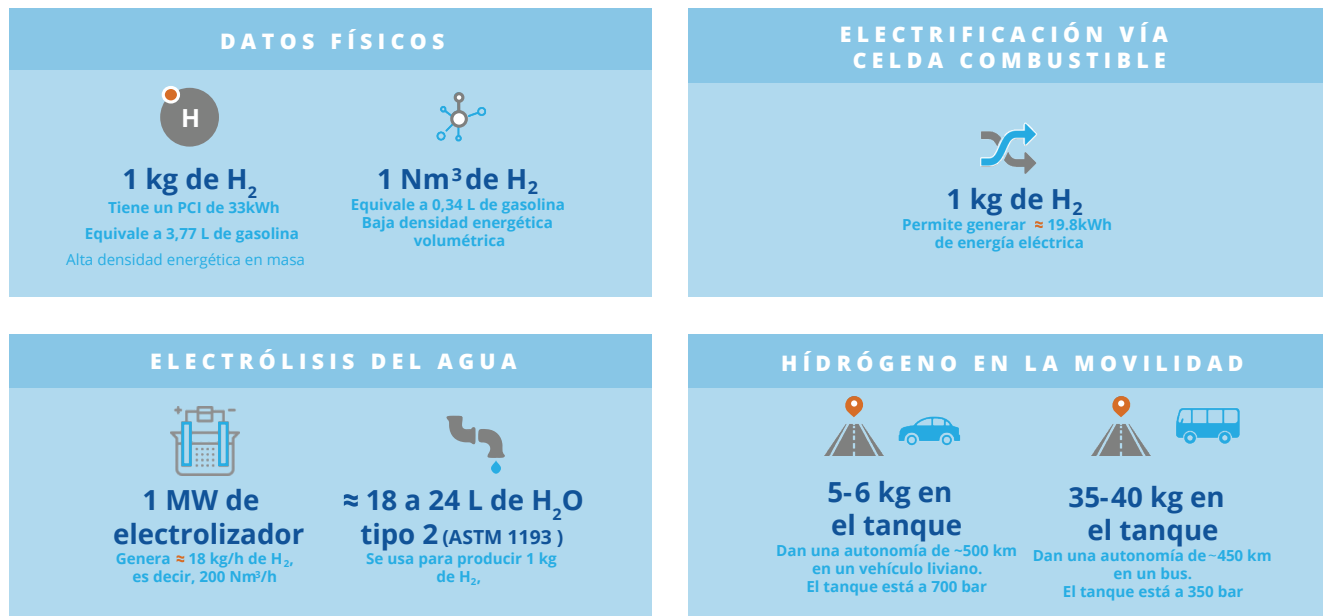 DATOS FÍSICOS
H
1 kg de H₂
Tiene un PCI de 33kWh
Equivale a 3,77 L de gasolina
Alta densidad energética en masa
1 Nm³ de H₂
Equivale a 0,34 L de gasolina
Baja densidad energética
volumétrica
ELECTRIFICACIÓN VÍA
CELDA COMBUSTIBLE
1 kg de H₂
Permite generar ≈ 19.8kWh
de energía eléctrica
ELECTRÓLISIS DEL AGUA
+ −
1 MW de
electrolizador
Genera ≈ 18 kg/h de H₂,
es decir, 200 Nm³/h
≈ 18 a 24 L de H₂O
tipo 2 (ASTM 1193 )
Se usa para producir 1 kg
de H₂,
HÍDRÓGENO EN LA MOVILIDAD
5-6 kg en
el tanque
Dan una autonomía de ~500 km
en un vehículo liviano.
El tanque está a 700 bar
35-40 kg en
el tanque
Dan una autonomía de ~450 km
en un bus.
El tanque está a 350 bar